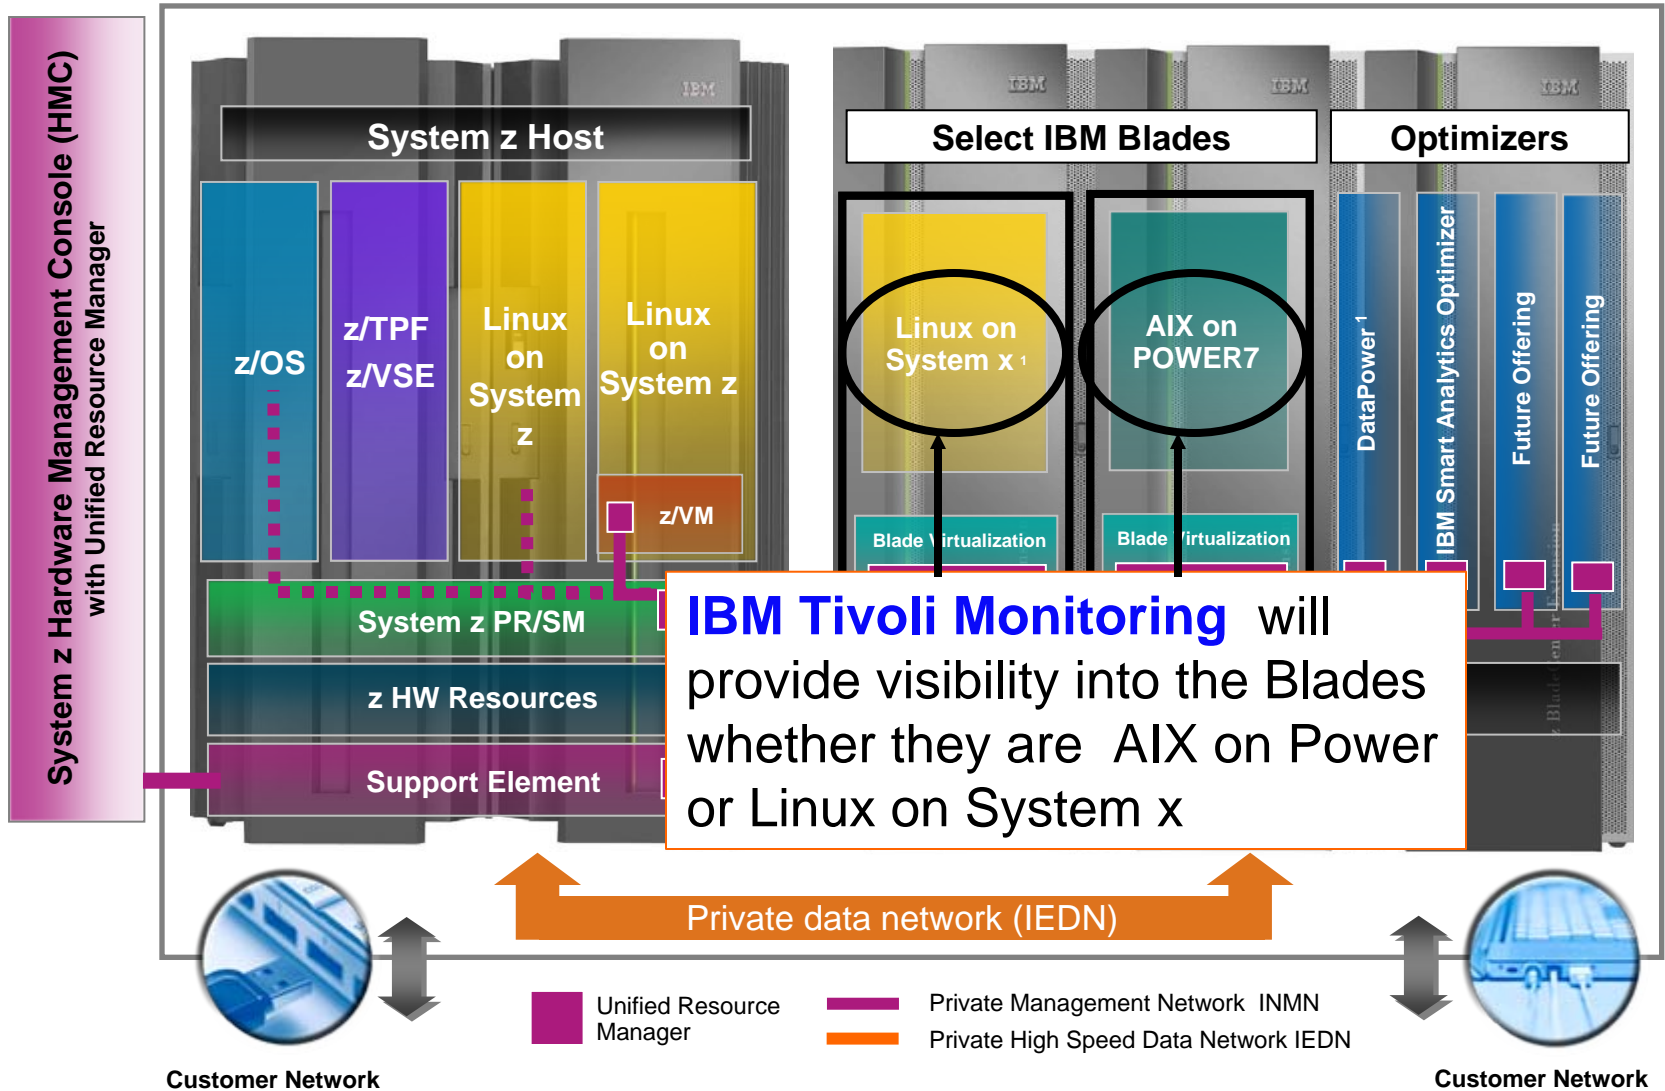 System z Hardware Management Console (HMC)
with Unified Resource Manager
IBM
IBM
IBM
IBM
System z Host
Select IBM Blades
Optimizers
z/OS
z/TPF
z/VSE
Linux
on
System
z
Linux
on
System z
z/VM
Linux on
System x 1
AIX on
POWER7
Blade Virtualization
Blade Virtualization
DataPower 1
IBM Smart Analytics Optimizer
Future Offering
Future Offering
System z PR/SM
z HW Resources
Support Element
IBM Tivoli Monitoring will
provide visibility into the Blades
whether they are AIX on Power
or Linux on System x
Private data network (IEDN)
Unified Resource
Manager
Private Management Network INMN
Private High Speed Data Network IEDN
Customer Network
Customer Network